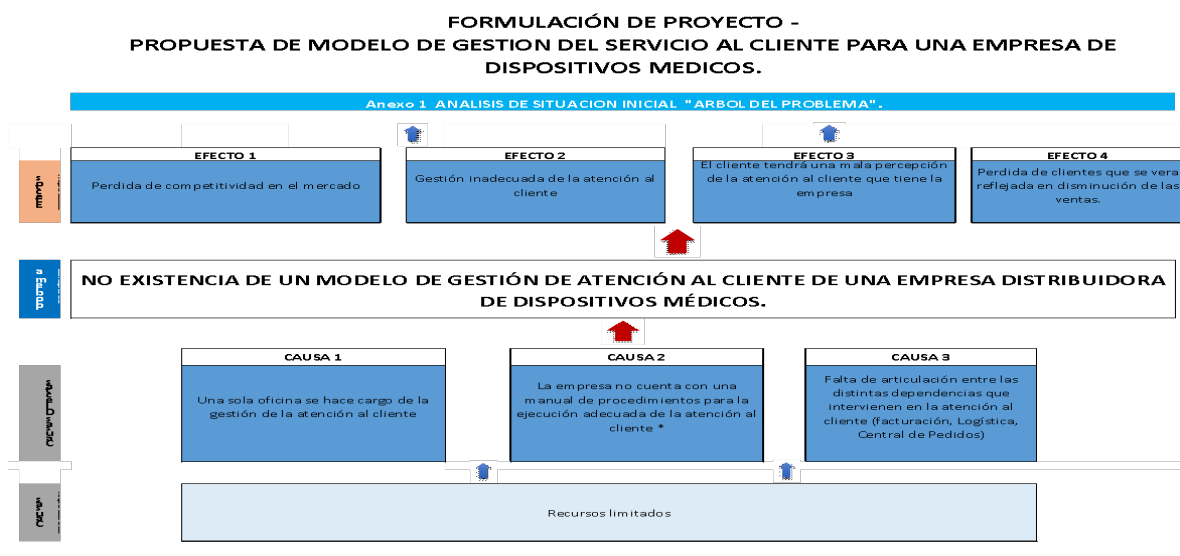 FORMULACIÓN DE PROYECTO -
PROPUESTA DE MODELO DE GESTION DEL SERVICIO AL CLIENTE PARA UNA EMPRESA DE
DISPOSITIVOS MEDICOS.
Anexo 1 ANALISIS DE SITUACION INICIAL "ARBOL DEL PROBLEMA".
EFECTO 1
Perdida de competitividad en el mercado
EFECTO 2
Gestión inadecuada de la atención al
cliente
EFECTO 3
El cliente tendrá una mala percepción
de la atención al cliente que tiene la
empresa
EFECTO 4
Perdida de clientes que se vera
reflejada en disminución de las
ventas.
NO EXISTENCIA DE UN MODELO DE GESTIÓN DE ATENCIÓN AL CLIENTE DE UNA EMPRESA DISTRIBUIDORA
DE DISPOSITIVOS MÉDICOS.
CAUSA 1
Una sola oficina se hace cargo de la
gestión de la atención al cliente
CAUSA 2
La empresa no cuenta con una
manual de procedimientos para la
ejecución adecuada de la atención al
cliente *
CAUSA 3
Falta de articulación entre las
distintas dependencias que
intervienen en la atención al
cliente (facturación, Logística,
Central de Pedidos)
Recursos limitados